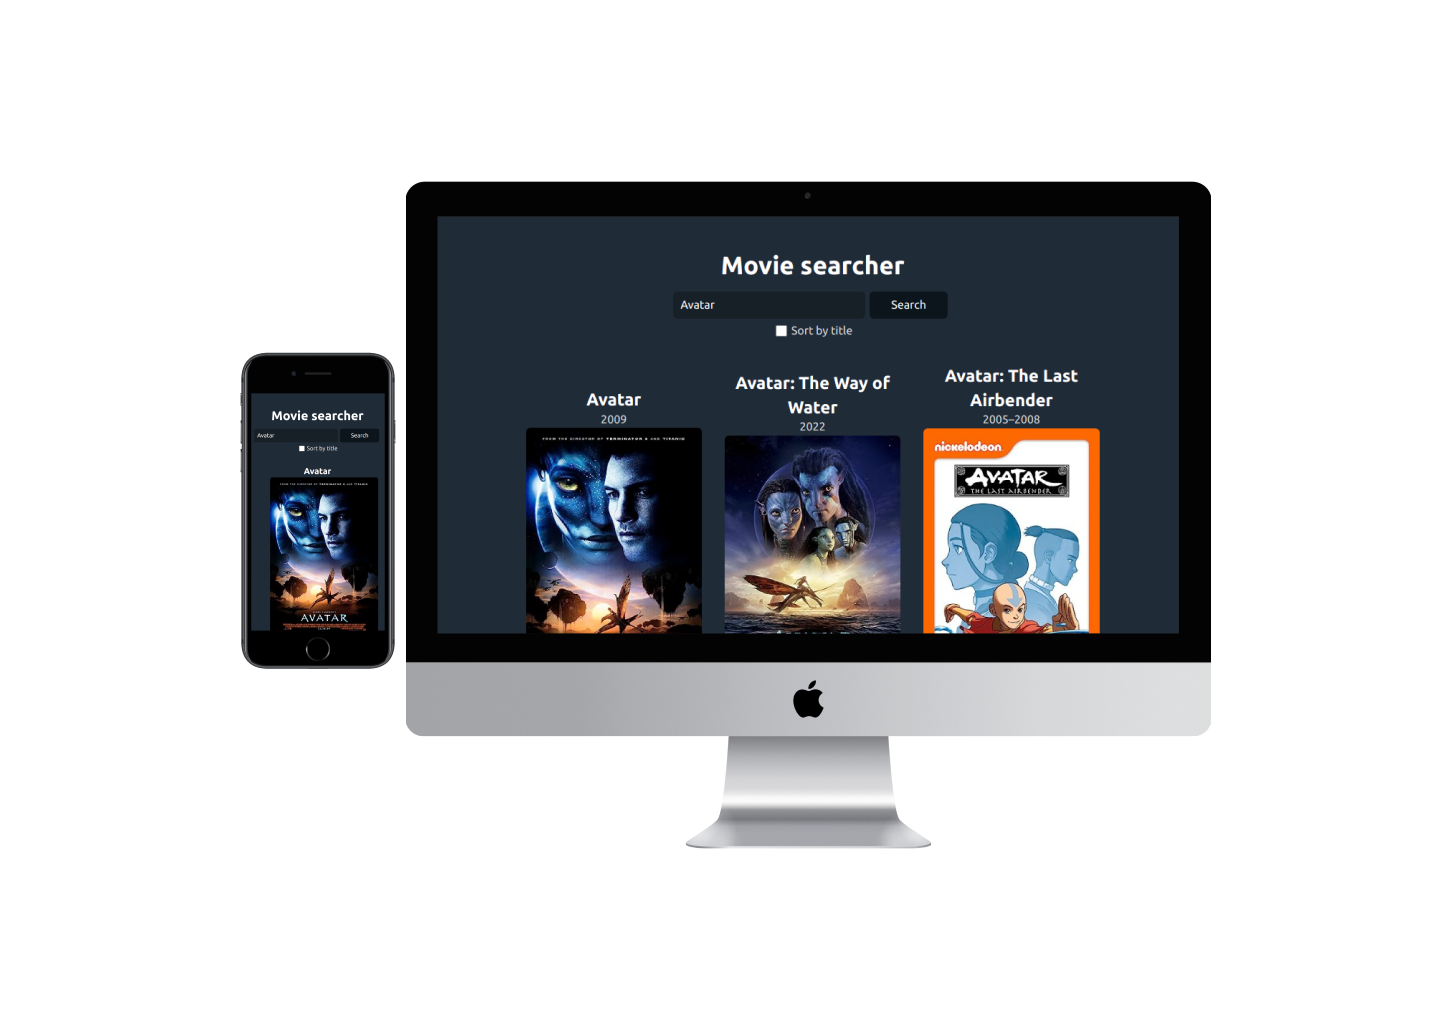 Movie searcher
Avatar
Search
Sort by title
Avatar
FROM THE DIRECTOR OF TERMINATOR & AND TITANIC
AVATAR
Movie searcher
Avatar
Search
Sort by title
Avatar
2009
FROM THE DIRECTOR OF TERMINATOR & AND TITANIC
Avatar: The Way of
Water
2022
Avatar: The Last
Airbender
2005–2008
nickelodeon
AVATAR
THE LAST AIRBENDER